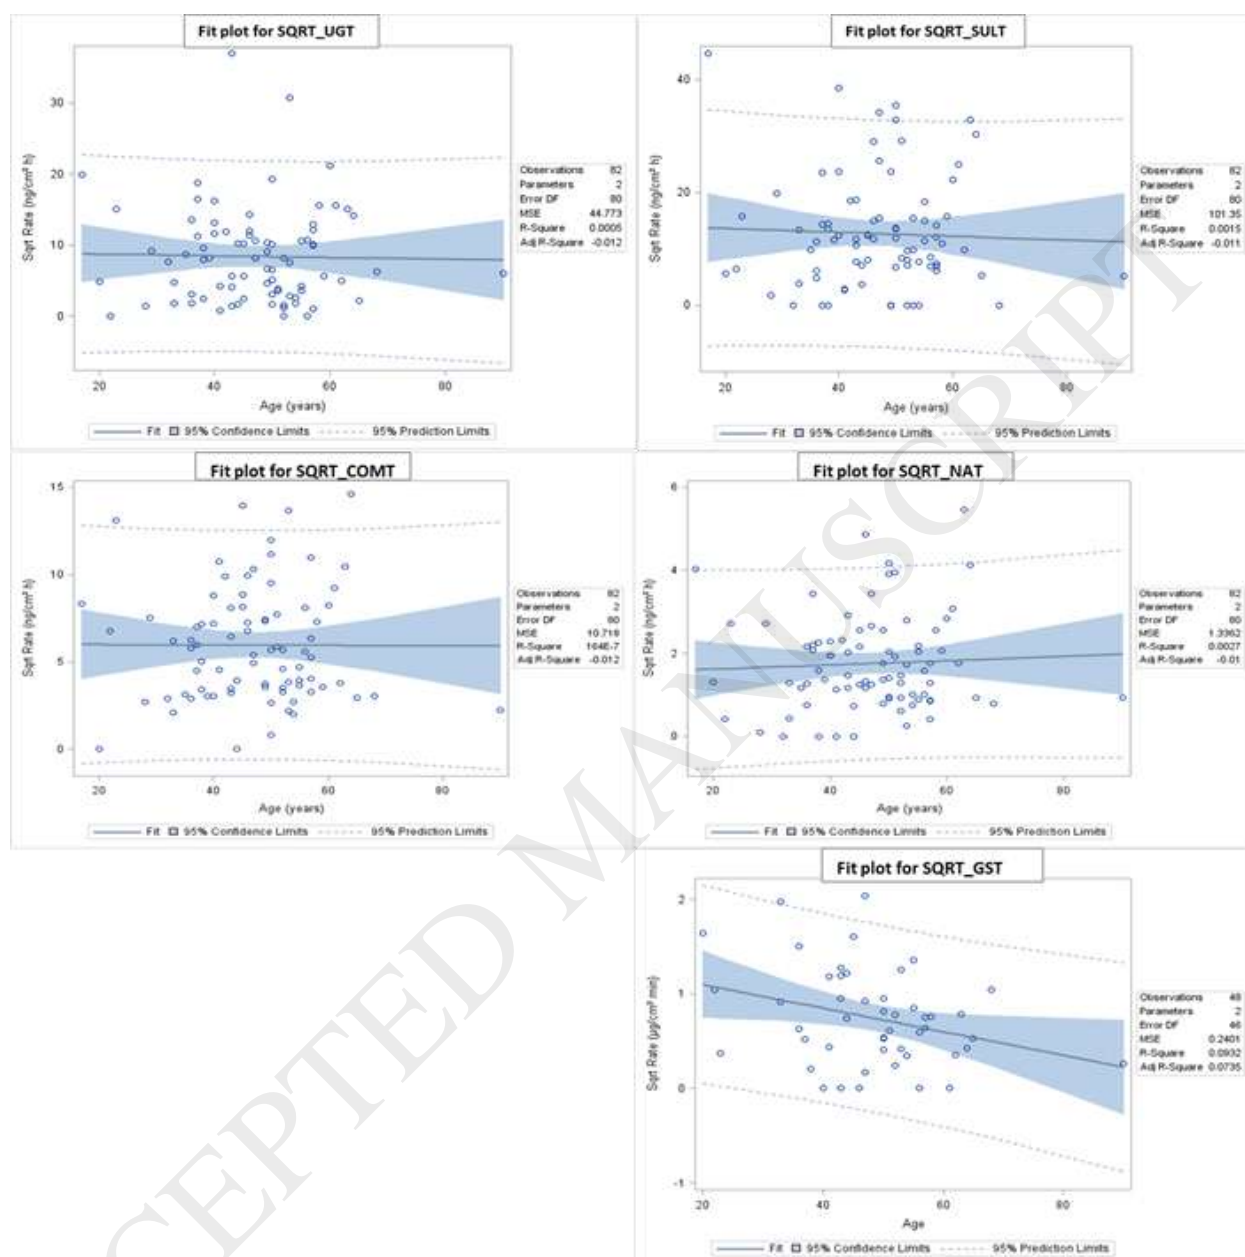 Fit plot for SQRT_UGT
Sqrt Rate (ng/cm² h)
30
20
10
0
20
40
60
80
Age (years)
Observations 82
Parameters 2
Error DF 80
MSE 44.773
R-Square 0.0005
Adj R-Square -0.012
Fit 95% Confidence Limits 95% Prediction Limits
Fit plot for SQRT_SULT
Sqrt Rate (ng/cm² h)
40
20
0
20
40
60
80
Age (years)
Observations 82
Parameters 2
Error DF 80
MSE 101.35
R-Square 0.0015
Adj R-Square -0.011
Fit 95% Confidence Limits 95% Prediction Limits
Fit plot for SQRT_COMT
Sqrt Rate (ng/cm² h)
15
10
5
0
20
40
60
80
Age (years)
Observations 82
Parameters 2
Error DF 80
MSE 10.718
R-Square 164E-7
Adj R-Square -0.012
Fit 95% Confidence Limits 95% Prediction Limits
Fit plot for SQRT_NAT
Sqrt Rate (ng/cm² h)
6
4
2
0
20
40
60
80
Age (years)
Observations 82
Parameters 2
Error DF 80
MSE 1.3362
R-Square 0.0027
Adj R-Square -0.01
Fit 95% Confidence Limits 95% Prediction Limits
Fit plot for SQRT_GST
Sqrt Rate (µg/cm² min)
2
1
0
-1
20
40
60
80
Age
Observations 48
Parameters 2
Error DF 46
MSE 0.2401
R-Square 0.0932
Adj R-Square 0.0735
Fit 95% Confidence Limits 95% Prediction Limits
CEPTED MANUSCRIPT